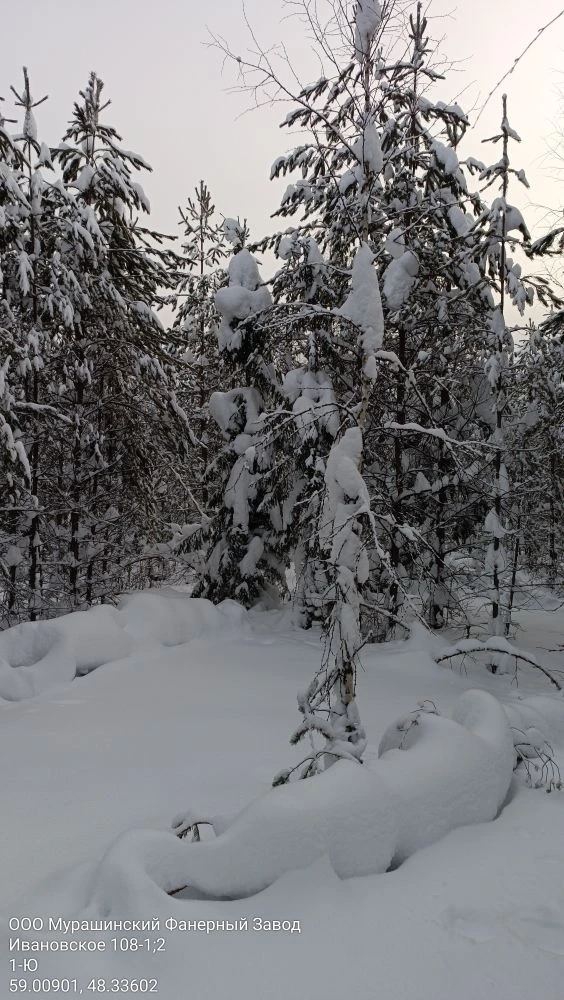 ООО Мурашинский Фанерный Завод
Ивановское 108-1;2
1-Ю
59.00901, 48.33602